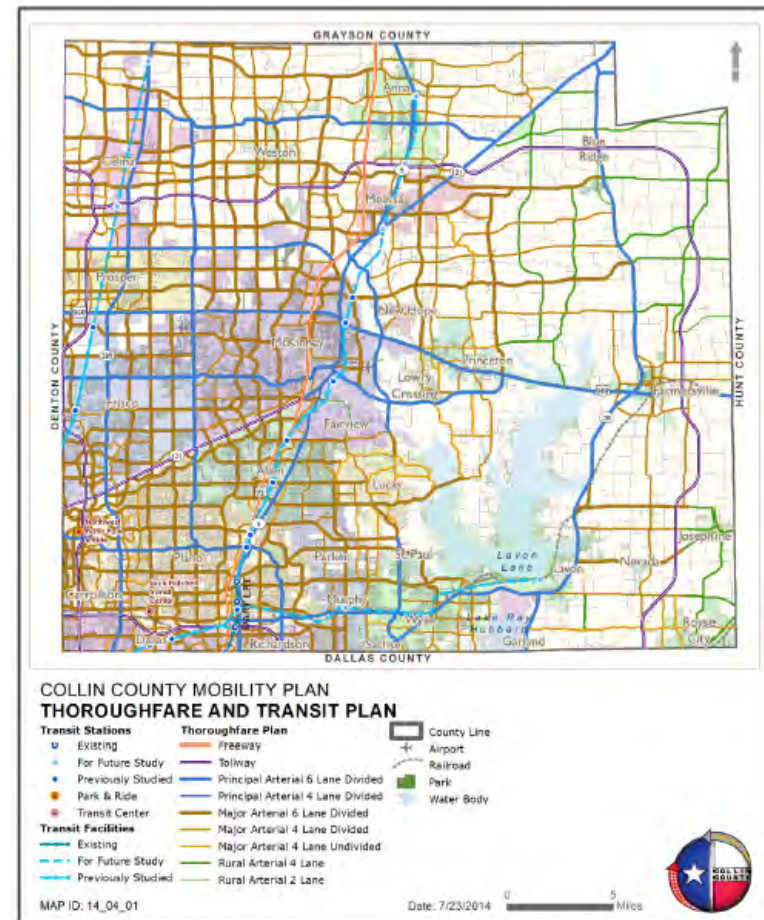 GRAYSON COUNTY
Anna
Blue
Ridge
Weston
Celina
Melissa
Prosper
New Hope
McKinney
Princeton
Lowry
Crossing
DENTON COUNTY
HUNT COUNTY
Farmersville
Frisco
Fairview
Allen
Lucas
Plano
Parker
St Paul
Lavon
Lake
Lavon
Nevada
Josephine
Carrollton
Murphy
Wylie
Lake Ray
Hubbard
Royse
City
Dallas
Richardson
Sachse
Garland
DALLAS COUNTY
COLLIN COUNTY MOBILITY PLAN
THOROUGHFARE AND TRANSIT PLAN
Transit Stations
Existing
For Future Study
Previously Studied
Park & Ride
Transit Center
Transit Facilities
Existing
For Future Study
Previously Studied
Thoroughfare Plan
Freeway
Tollway
Principal Arterial 6 Lane Divided
Principal Arterial 4 Lane Divided
Major Arterial 6 Lane Divided
Major Arterial 4 Lane Divided
Major Arterial 4 Lane Undivided
Rural Arterial 4 Lane
Rural Arterial 2 Lane
County Line
Airport
Railroad
Park
Water Body
COLLIN
COUNTY
MAP ID: 14_04_01
Date: 7/23/2014
0 5
Miles